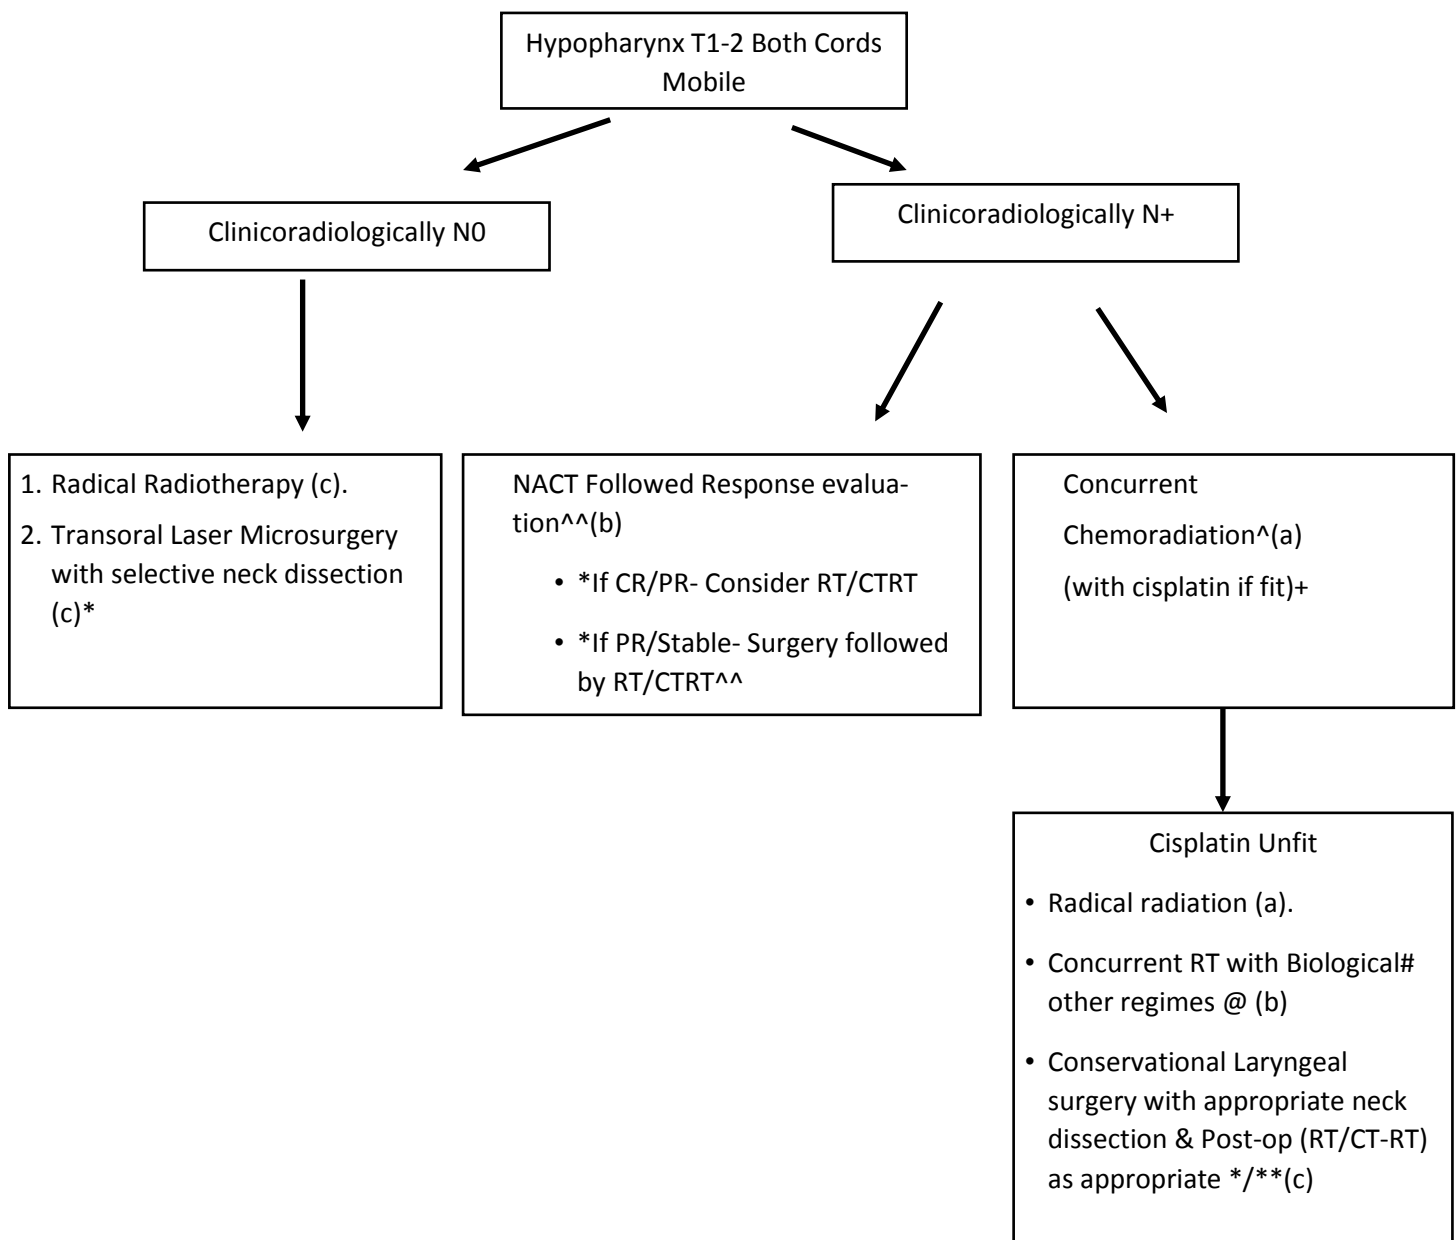 Hypopharynx T1-2 Both Cords
Mobile
Clinicoradiologically N0
Clinicoradiologically N+
1. Radical Radiotherapy (c).
2. Transoral Laser Microsurgery
with selective neck dissection
(c)*
NACT Followed Response evalua-
tion^^(b)
• *If CR/PR- Consider RT/CTRT
• *If PR/Stable- Surgery followed
by RT/CTRT^^
Concurrent
Chemoradiation^(a)
(with cisplatin if fit)+
Cisplatin Unfit
• Radical radiation (a).
• Concurrent RT with Biological#
other regimes @ (b)
• Conservational Laryngeal
surgery with appropriate neck
dissection & Post-op (RT/CT-RT)
as appropriate */**(c)